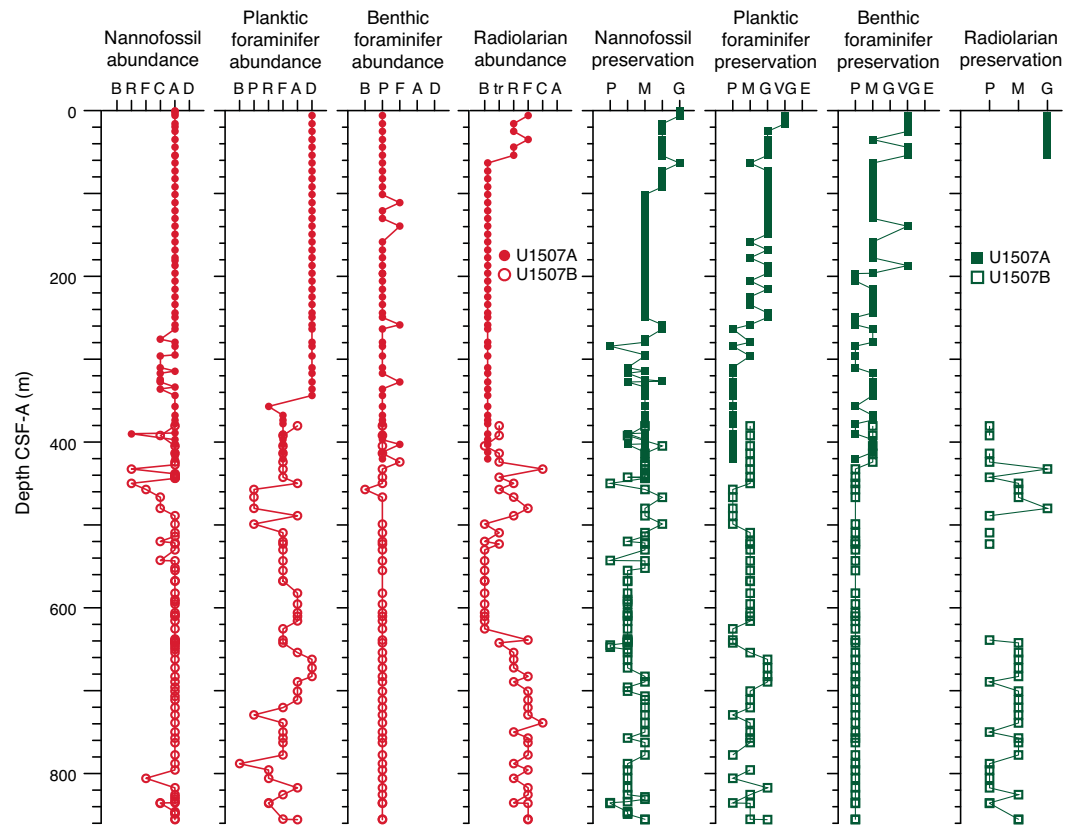 Nannofossil
abundance
B R F C A D
Planktic
foraminifer
abundance
B P R F A D
Benthic
foraminifer
abundance
B P F A D
Radiolarian
abundance
B tr R F C A
Nannofossil
preservation
P M G
Planktic
foraminifer
preservation
P M G VG E
Benthic
foraminifer
preservation
P M G VG E
Radiolarian
preservation
P M G
Depth CSF-A (m)
0
200
400
600
800
U1507A
U1507B
U1507A
U1507B